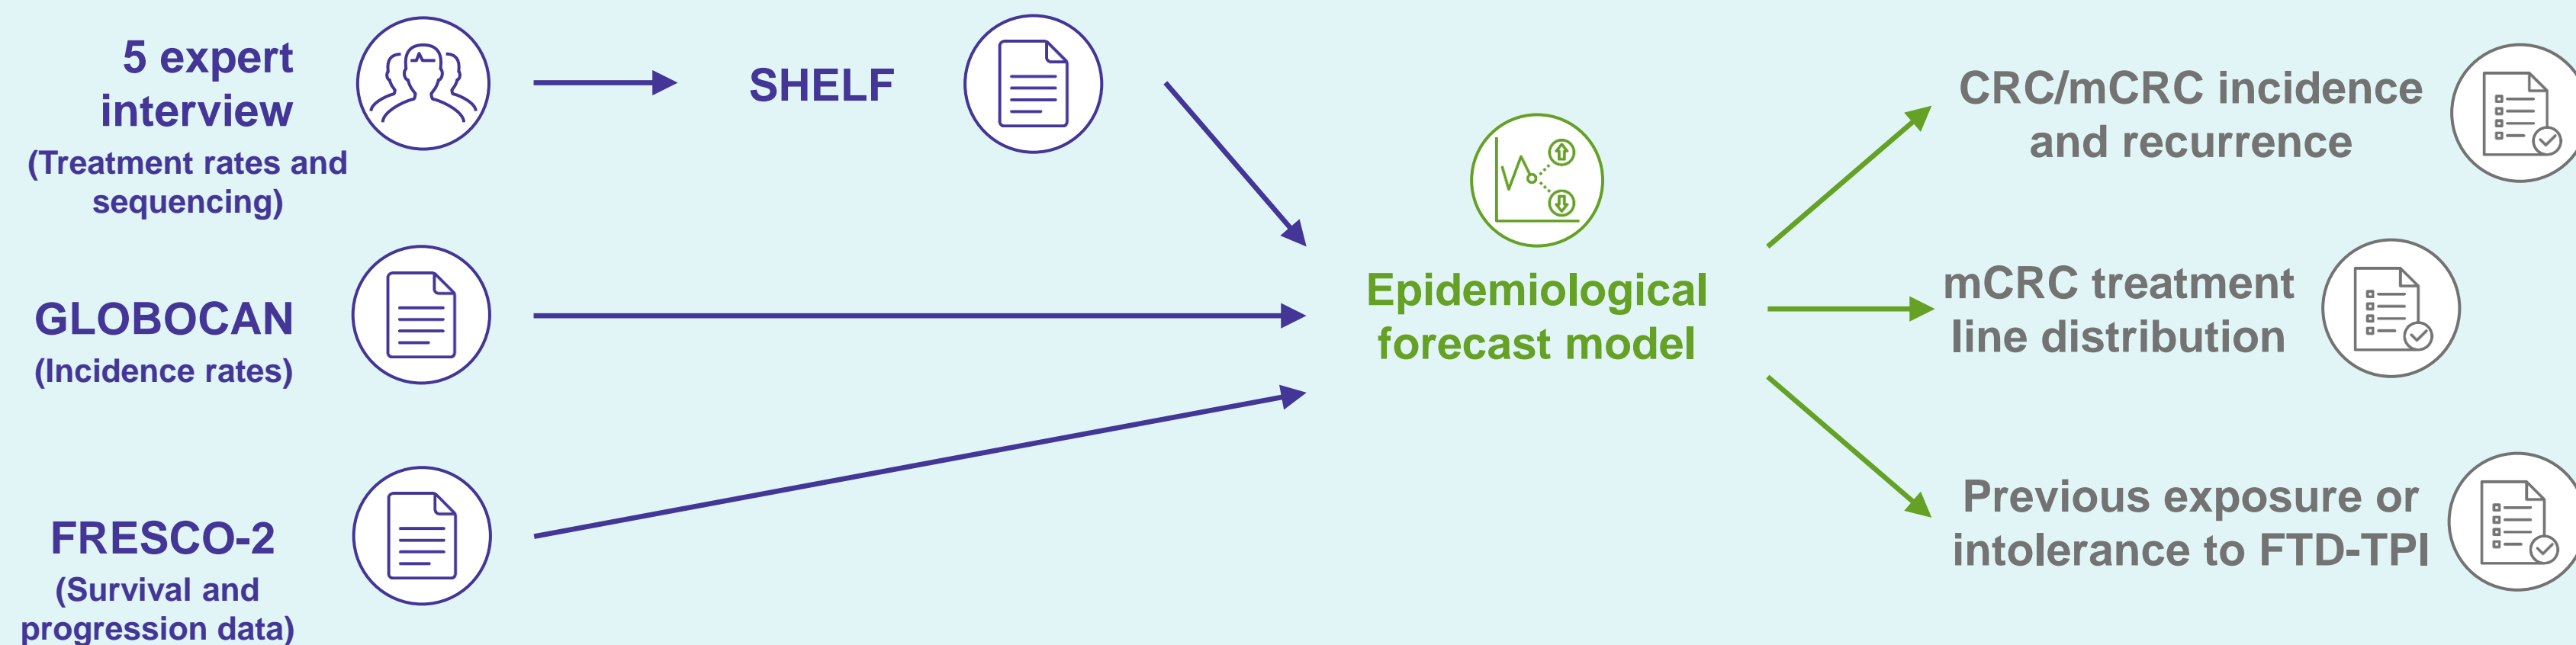 5 expert
interview
(Treatment rates and
sequencing)
SHELF
GLOBOCAN
(Incidence rates)
FRESCO-2
(Survival and
progression data)
Epidemiological
forecast model
CRC/mCRC incidence
and recurrence
mCRC treatment
line distribution
Previous exposure or
intolerance to FTD-TPI